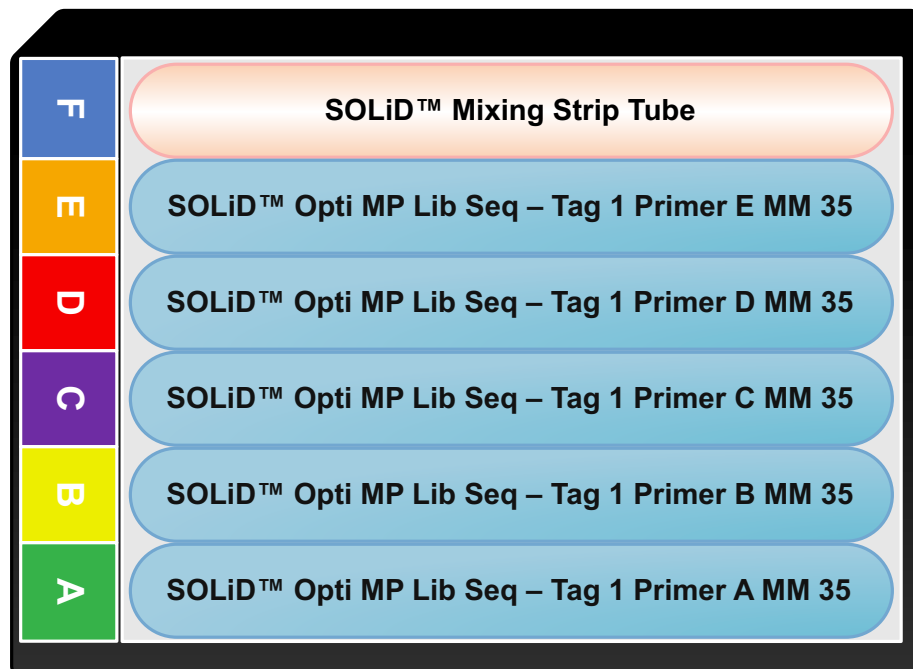 F
SOLiD™ Mixing Strip Tube
E
SOLiD™ Opti MP Lib Seq – Tag 1 Primer E MM 35
D
SOLiD™ Opti MP Lib Seq – Tag 1 Primer D MM 35
C
SOLiD™ Opti MP Lib Seq – Tag 1 Primer C MM 35
B
SOLiD™ Opti MP Lib Seq – Tag 1 Primer B MM 35
A
SOLiD™ Opti MP Lib Seq – Tag 1 Primer A MM 35